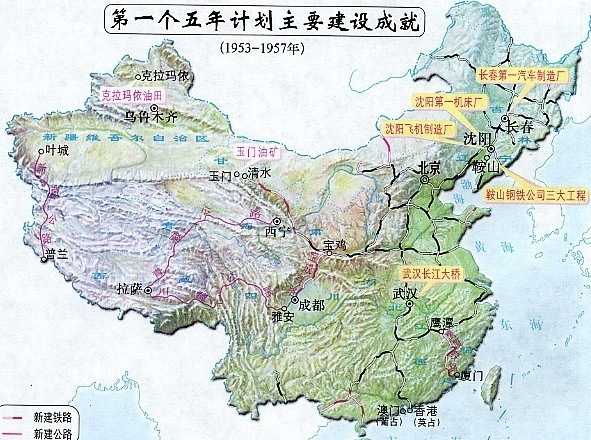 第一个五年计划主要建设成就
(1953-1957年)
克拉玛依
克拉玛依油田
乌鲁木齐
新疆维吾尔自治区
叶城
普兰
拉萨
玉门油矿
玉门
清水
西宁
宝鸡
成都
雅安
长春第一汽车制造厂
沈阳第一机床厂
沈阳飞机制造厂
长春
沈阳
鞍山
鞍山钢铁公司三大工程
北京
武汉长江大桥
武汉
鹰潭
厦门
澳门
(葡占)
香港
(英占)
新建铁路
新建公路